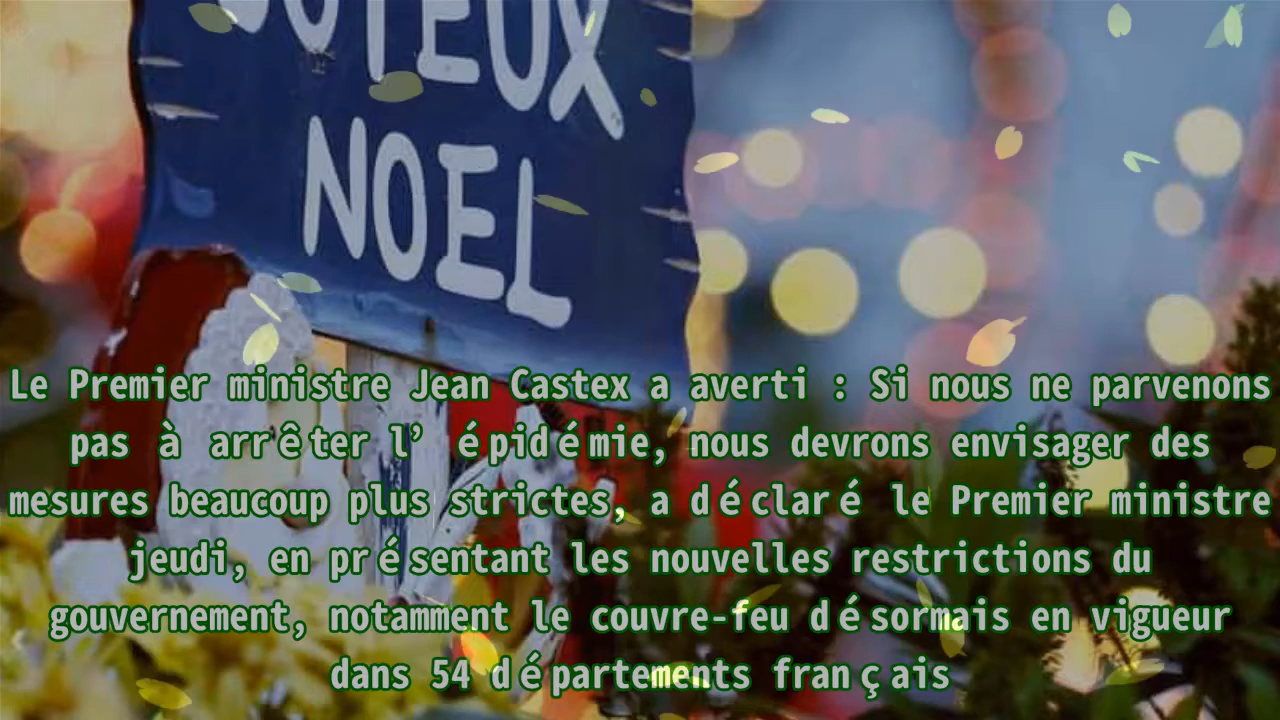 JOYEUX
NOEL
Le Premier ministre Jean Castex a averti : Si nous ne parvenons
pas à arrêter l’ épidémie, nous devrons envisager des
mesures beaucoup plus strictes, a déclaré le Premier ministre
jeudi, en présentant les nouvelles restrictions du
gouvernement, notamment le couvre-feu désormais en vigueur
dans 54 départements français